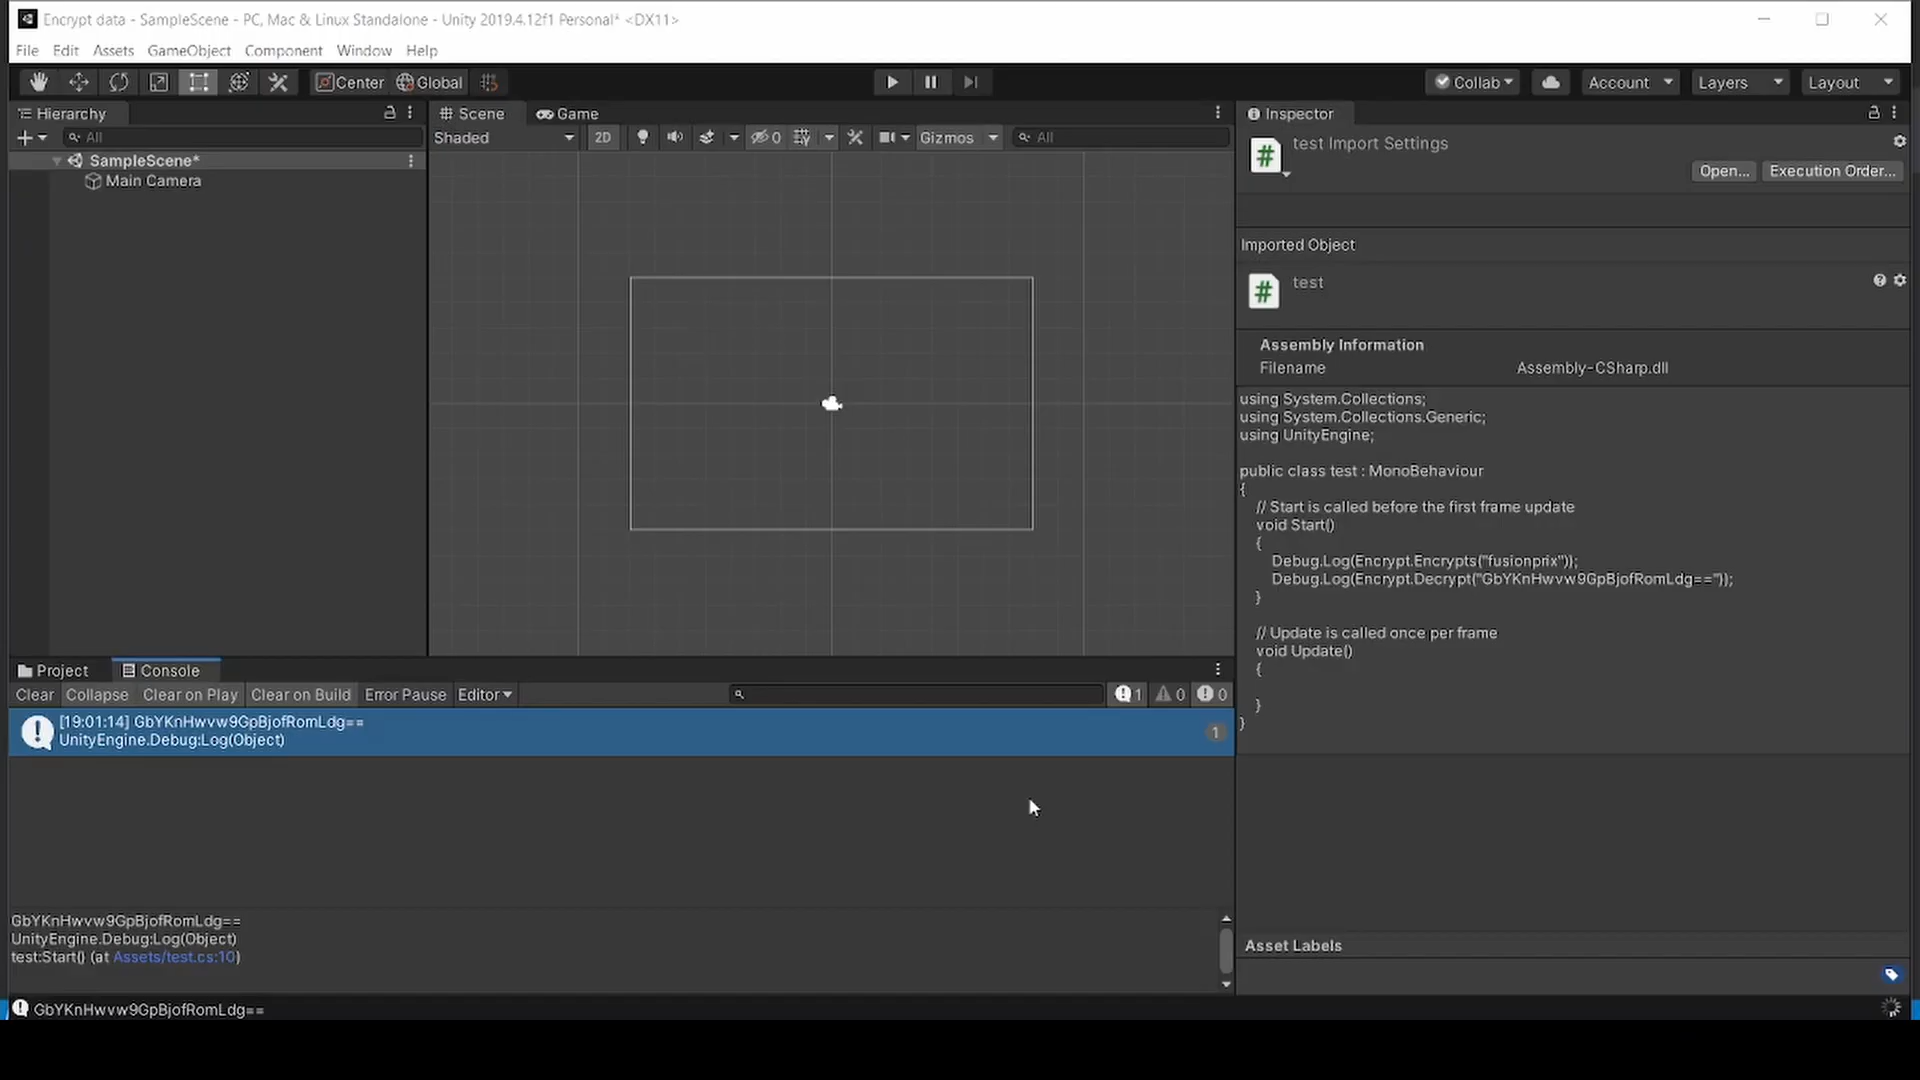 Encrypt data - SampleScene - PC, Mac & Linux Standalone - Unity 2019.4.12f1 Personal* <DX11>
File Edit Assets GameObject Component Window Help
Center Global Collab Account Layers Layout
Hierarchy
All
SampleScene*
Main Camera
Scene Game
Shaded 2D 0 Gizmos All
Inspector
test Import Settings
Open... Execution Order...
Imported Object
test
Assembly Information
Filename Assembly-CSharp.dll
using System.Collections;
using System.Collections.Generic;
using UnityEngine;
public class test : MonoBehaviour
{
// Start is called before the first frame update
void Start()
{
Debug.Log(Encrypt.Encrypts("fusionprix"));
Debug.Log(Encrypt.Decrypt("GbYKnHwvw9GpBjofRomLdg=="));
}
// Update is called once per frame
void Update()
{
}
}
Asset Labels
Project Console
Clear Collapse Clear on Play Clear on Build Error Pause Editor 1 0 0
[19:01:14] GbYKnHwvw9GpBjofRomLdg==
UnityEngine.Debug:Log(Object)
1
GbYKnHwvw9GpBjofRomLdg==
UnityEngine.Debug:Log(Object)
test:Start() (at Assets/test.cs:10)
GbYKnHwvw9GpBjofRomLdg==